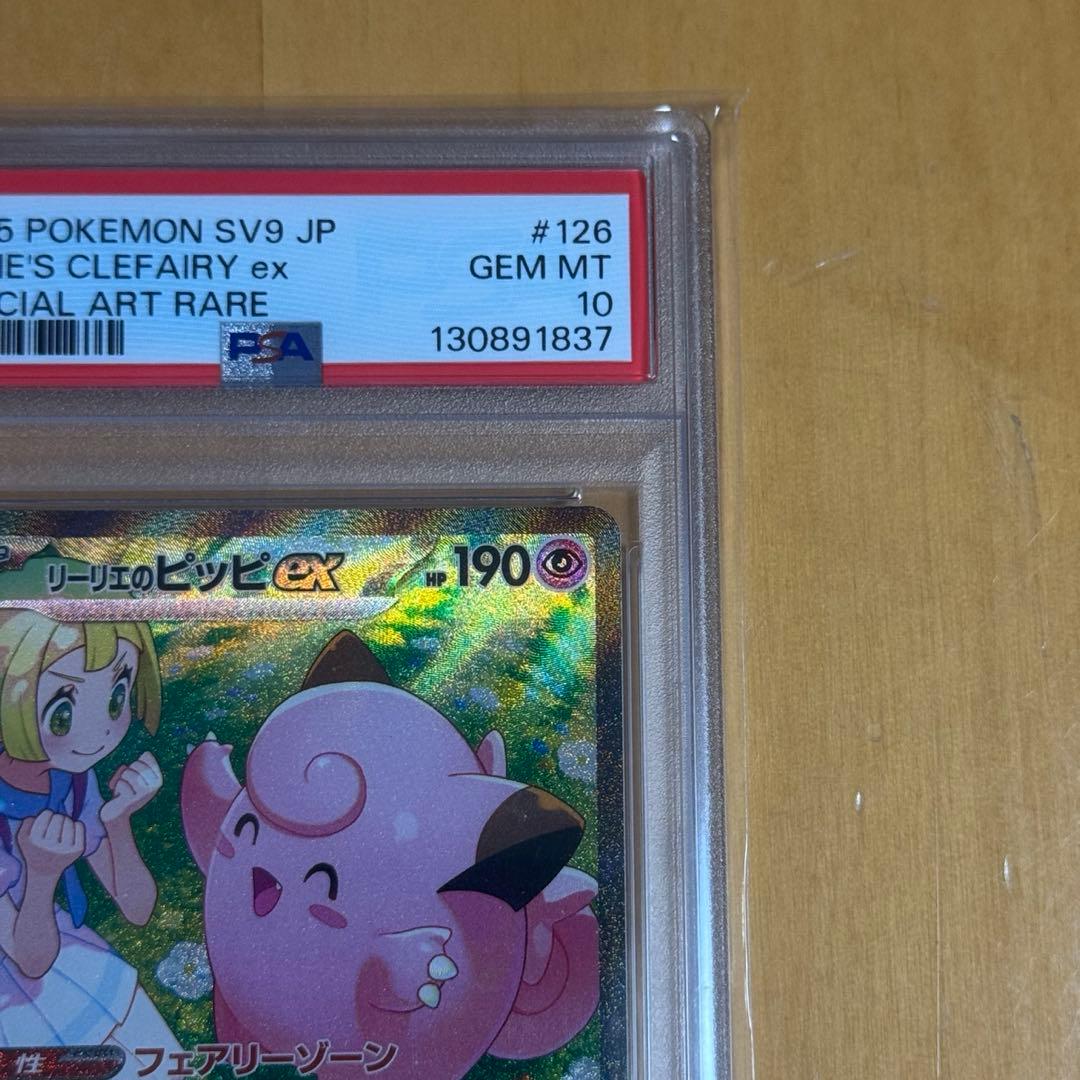 5 POKEMON SV9 JP #126
IE'S CLEFAIRY ex GEM MT
CIAL ART RARE 10
PSA 130891837
リーリエのピッピex HP190
性 フェアリーゾーン